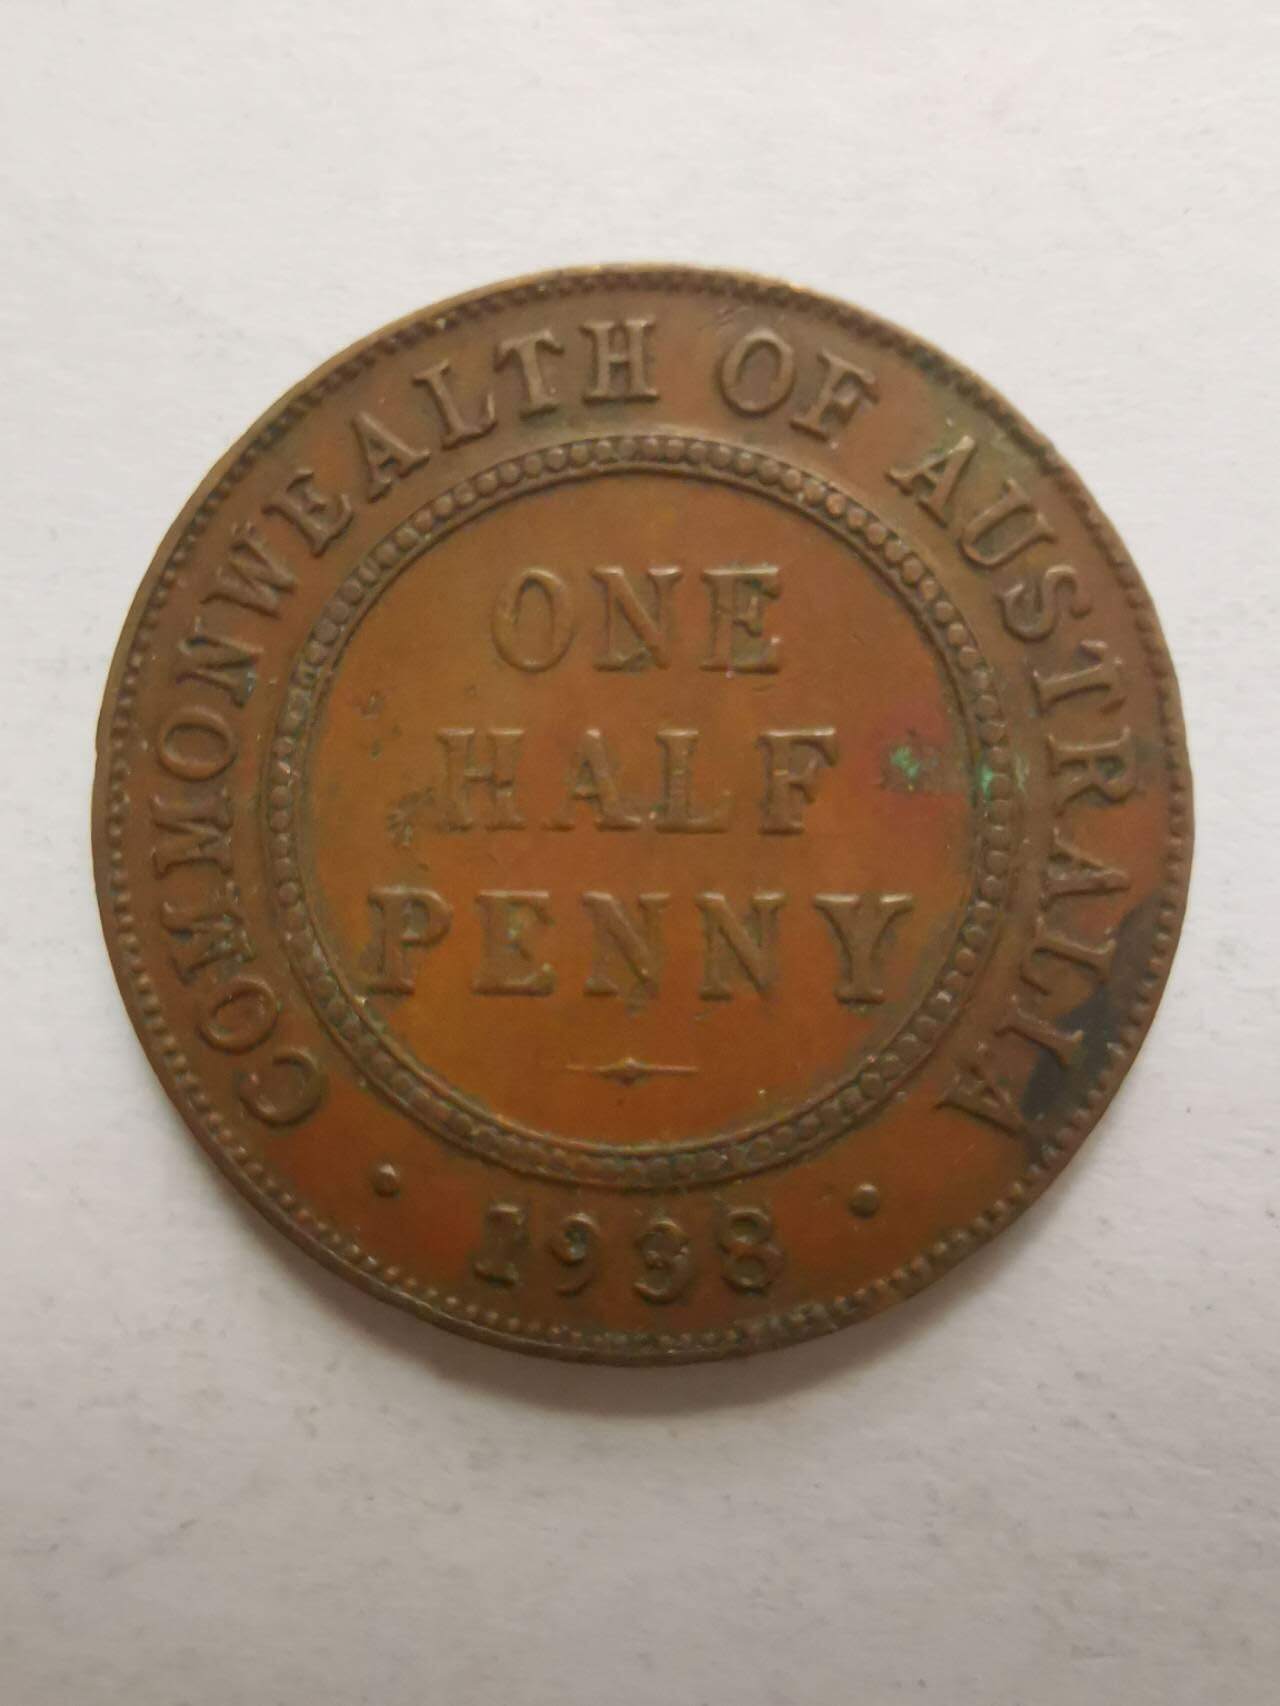 COMMONWEALTH OF AUSTRALIA
ONE
HALF
PENNY
· 1938 ·